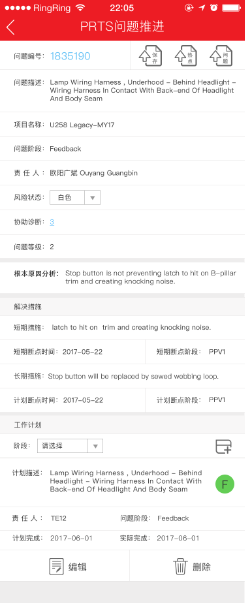 RingRing 22:05
PRTS问题推进
问题编号： 1835190
问题描述： Lamp Wiring Harness , Underhood - Behind Headlight -
Wiring Harness In Contact With Back-end Of Headlight
And Body Seam
项目名称： U258 Legacy-MY17
问题阶段： Feedback
责 任 人： 欧阳广斌 Ouyang Guangbin
风险状态： 白色
协助诊断： 3
问题等级： 2
根本原因分析： Stop button is not preventing latch to hit on B-pillar
trim and creating knocking noise.
解决措施
短期措施： latch to hit on trim and creating knocking noise.
短期断点时间： 2017-05-22 短期断点阶段： PPV1
长期措施： Stop button will be replaced by sewed wobbling loop.
计划断点时间： 2017-05-22 计划断点阶段： PPV1
工作计划
阶段： 请选择
计划描述： Lamp Wiring Harness , Underhood - Behind
Headlight - Wiring Harness In Contact With
Back-end Of Headlight And Body Seam
F
责 任 人： TE12 问题阶段： Feedback
计划完成： 2017-06-01 实际完成： 2017-06-01
编辑 删除